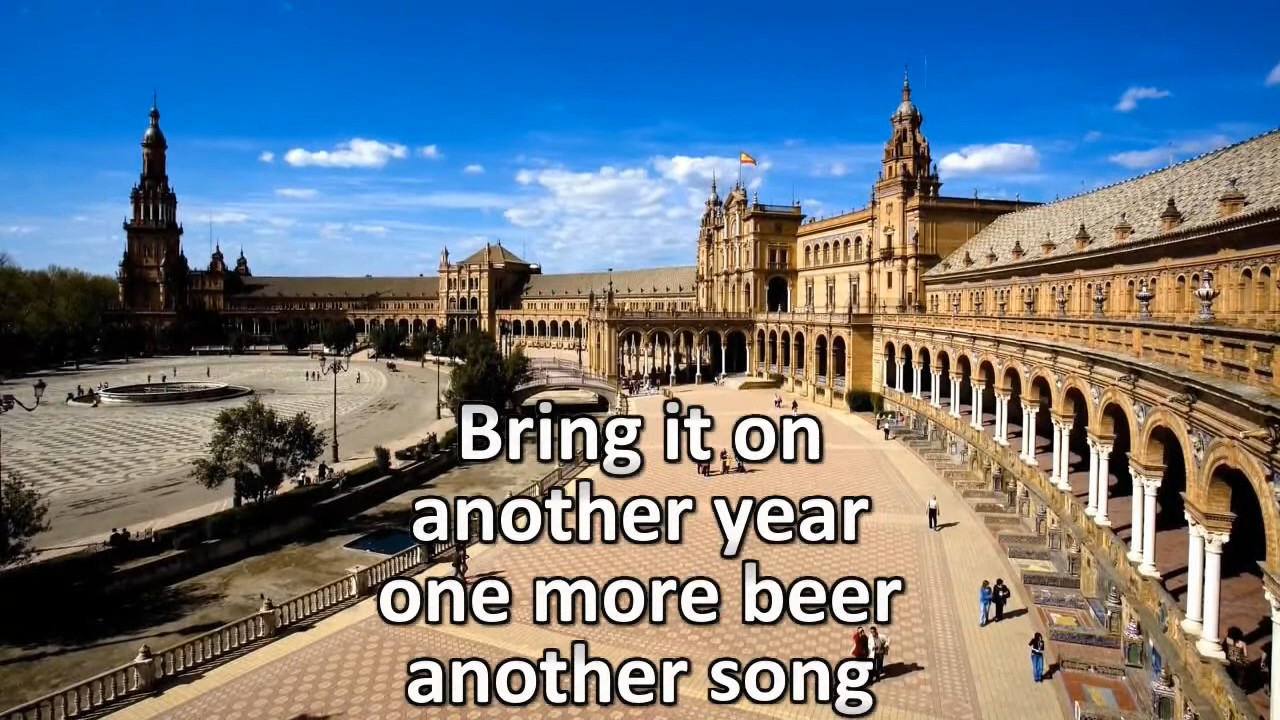 Bring it on
another year
one more beer
another song